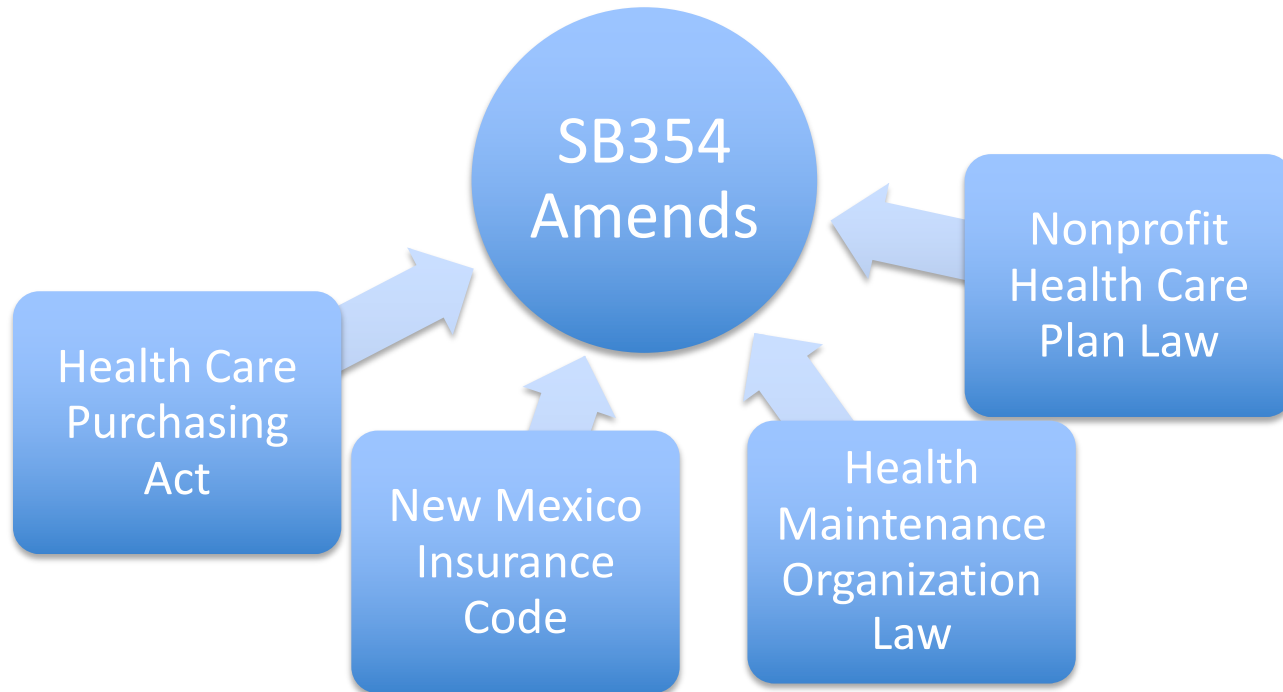 SB354
Amends
Health Care
Purchasing
Act
New Mexico
Insurance
Code
Health
Maintenance
Organization
Law
Nonprofit
Health Care
Plan Law